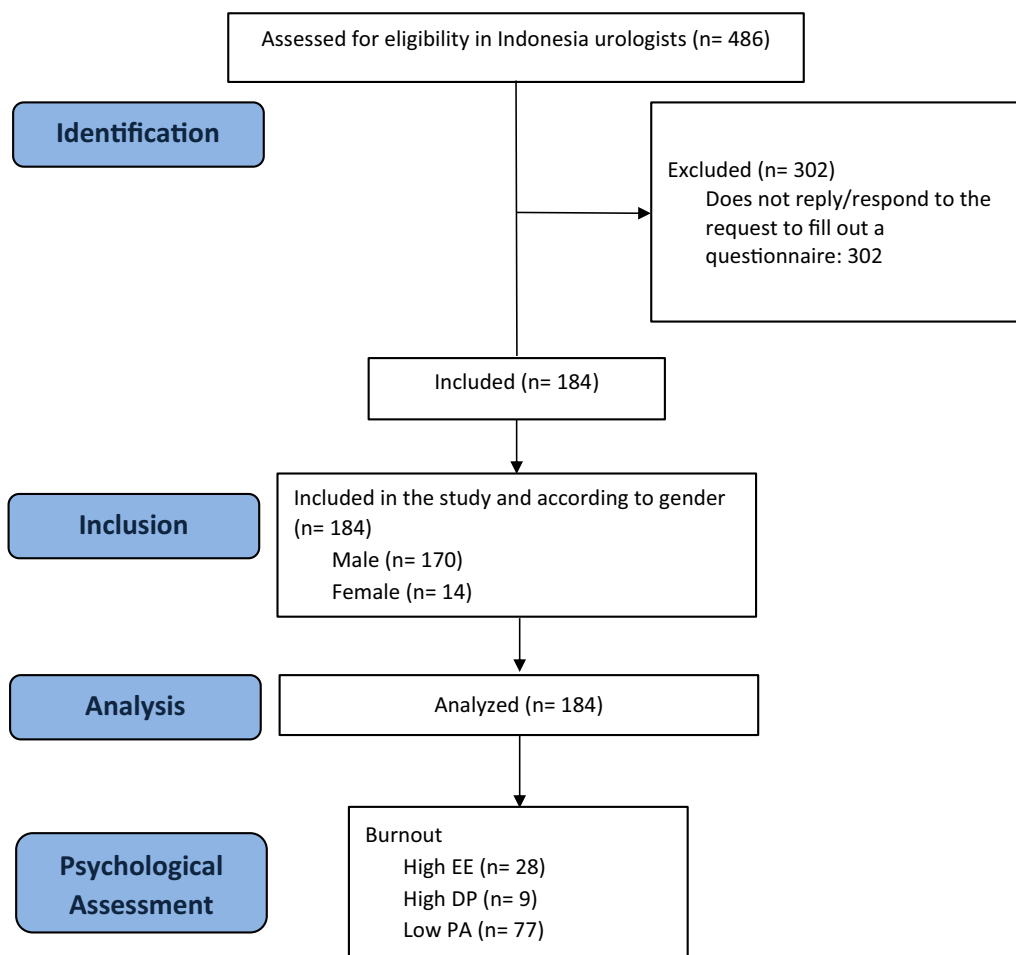 Assessed for eligibility in Indonesia urologists (n= 486)
Identification
Excluded (n= 302)
Does not reply/respond to the
request to fill out a
questionnaire: 302
Included (n= 184)
Inclusion
Included in the study and according to gender
(n= 184)
Male (n= 170)
Female (n= 14)
Analysis
Analyzed (n= 184)
Psychological
Assessment
Burnout
High EE (n= 28)
High DP (n= 9)
Low PA (n= 77)